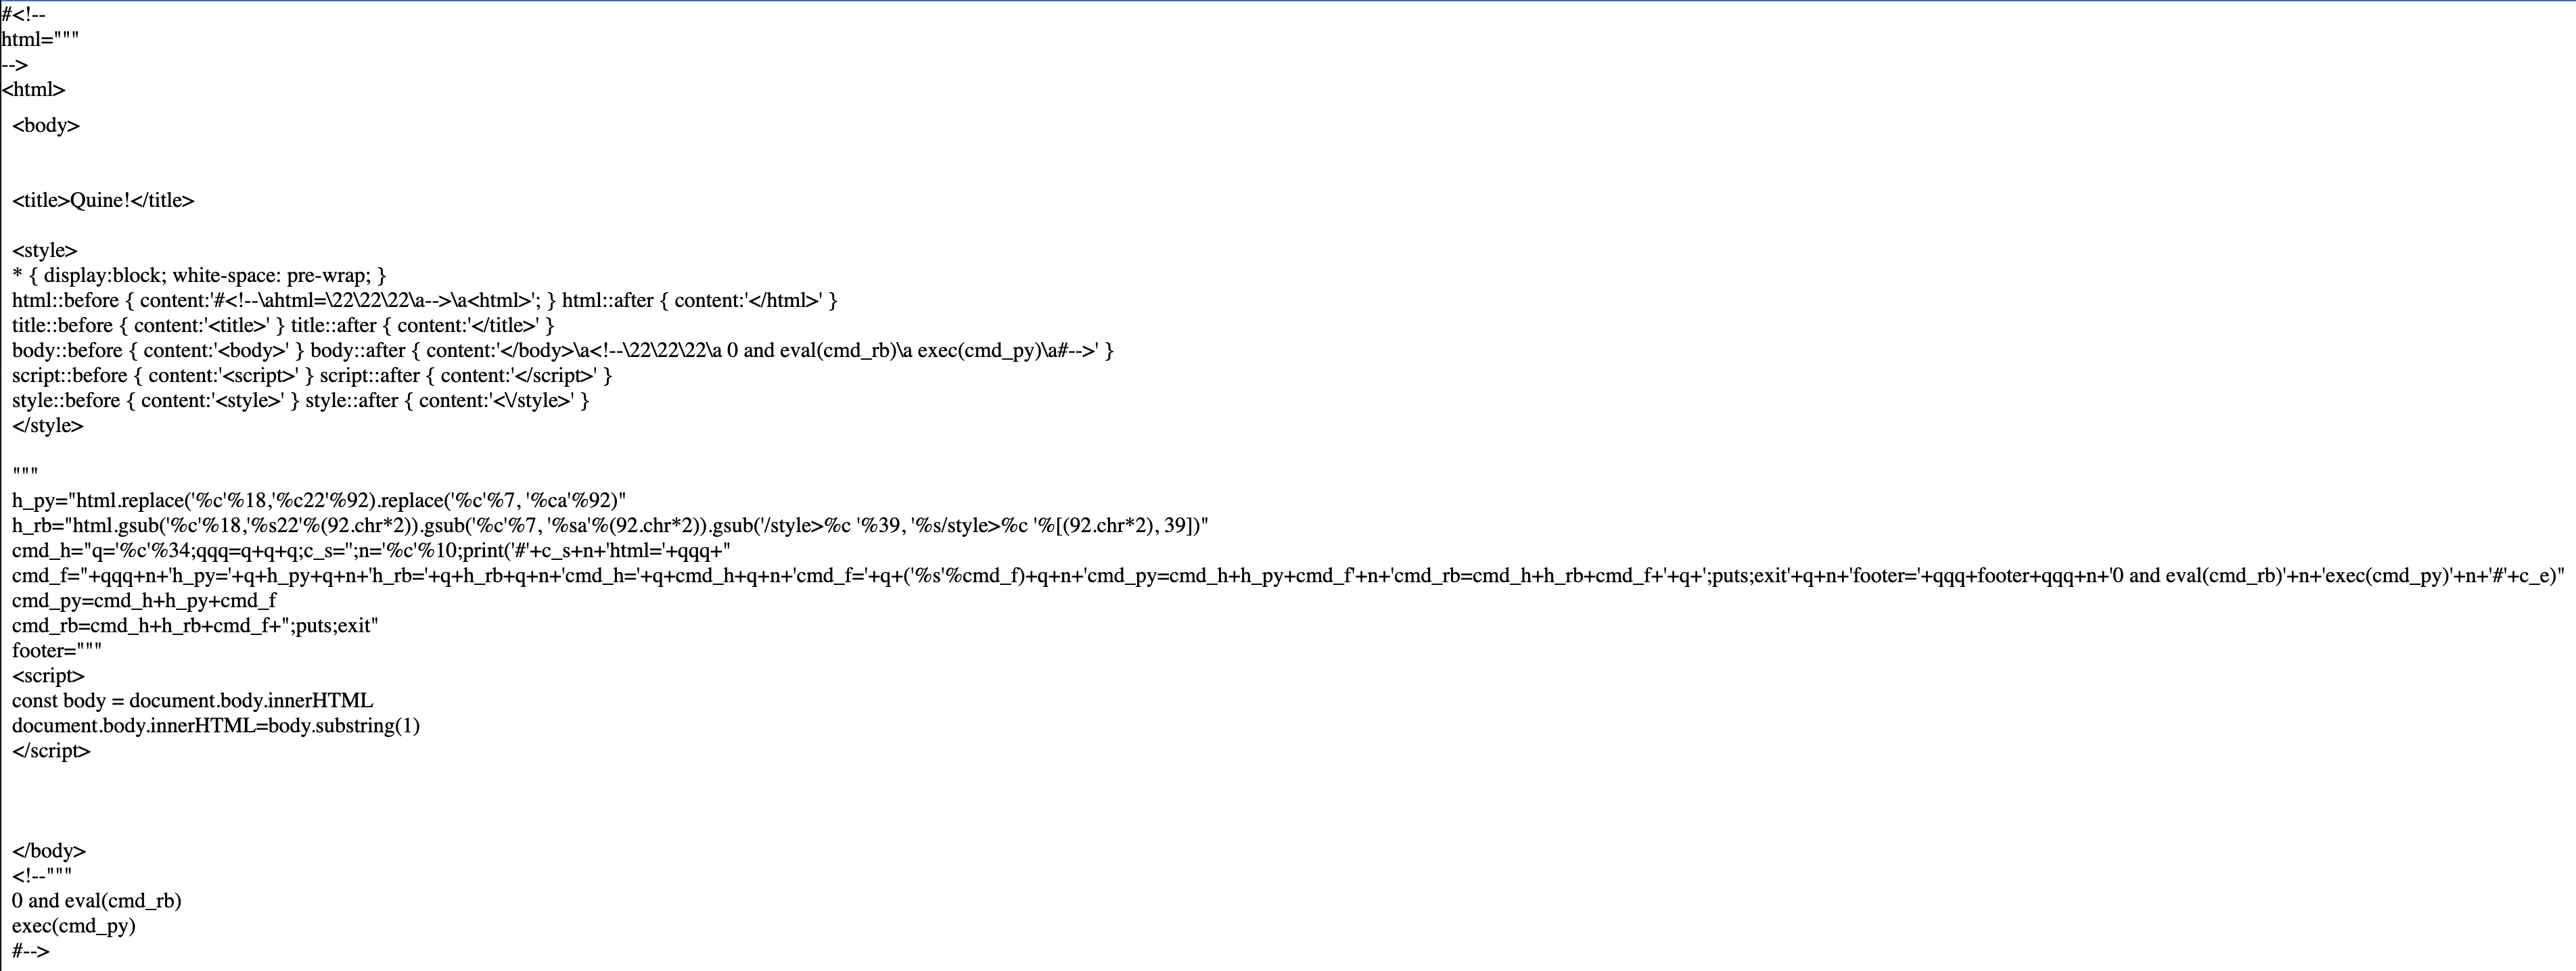 #<!--
html="""
-->
<html>
<body>
<title>Quine!</title>
<style>
* { display:block; white-space: pre-wrap; }
html::before { content:'#<!--\ahtml=\22\22\22\a-->\a<html>'; } html::after { content:'</html>' }
title::before { content:'<title>' } title::after { content:'</title>' }
body::before { content:'<body>' } body::after { content:'</body>\a<!--\22\22\22\a 0 and eval(cmd_rb)\a exec(cmd_py)\a#-->' }
script::before { content:'<script>' } script::after { content:'</script>' }
style::before { content:'<style>' } style::after { content:'<\/style>' }
</style>
"""
h_py="html.replace('%c'%18,'%c22'%92).replace('%c'%7, '%ca'%92)"
h_rb="html.gsub('%c'%18,'%s22'%(92.chr*2)).gsub('%c'%7, '%sa'%(92.chr*2)).gsub('/style>%c '%39, '%s/style>%c '%[(92.chr*2), 39])"
cmd_h="q='%c'%34;qqq=q+q+q;c_s='';n='%c'%10;print('#'+c_s+n+'html='+qqq+"
cmd_f="+qqq+n+'h_py='+q+h_py+q+n+'h_rb='+q+h_rb+q+n+'cmd_h='+q+cmd_h+q+n+'cmd_f='+q+('%s'%cmd_f)+q+n+'cmd_py=cmd_h+h_py+cmd_f'+n+'cmd_rb=cmd_h+h_rb+cmd_f+'+q+';puts;exit'+q+n+'footer='+qqq+footer+qqq+n+'0 and eval(cmd_rb)'+n+'exec(cmd_py)'+n+'#'+c_e)"
cmd_py=cmd_h+h_py+cmd_f
cmd_rb=cmd_h+h_rb+cmd_f+";puts;exit"
footer="""
<script>
const body = document.body.innerHTML
document.body.innerHTML=body.substring(1)
</script>
</body>
<!--"""
0 and eval(cmd_rb)
exec(cmd_py)
#-->